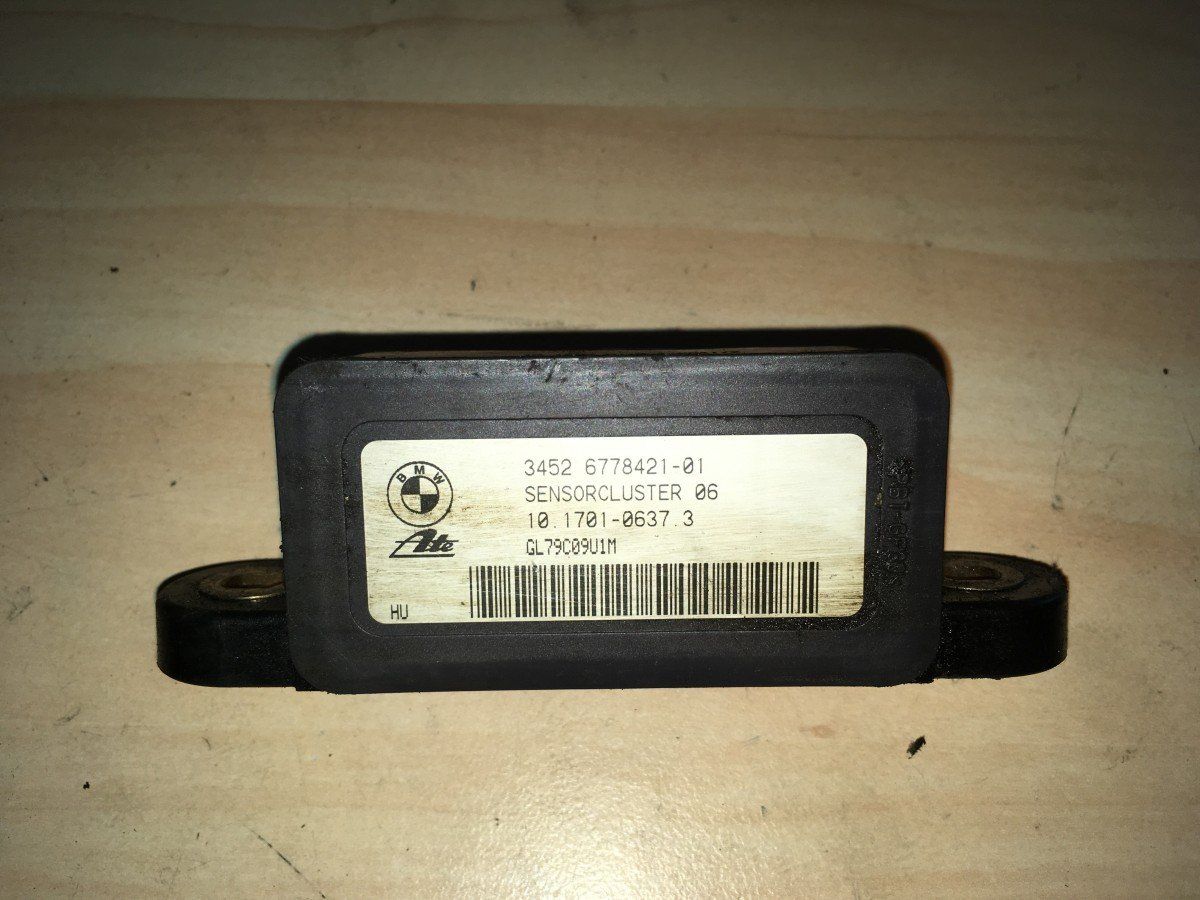 BMW
Ate
3452 6778421-01
SENSORCLUSTER 06
10.1701-0637.3
GL79C09U1M
HU